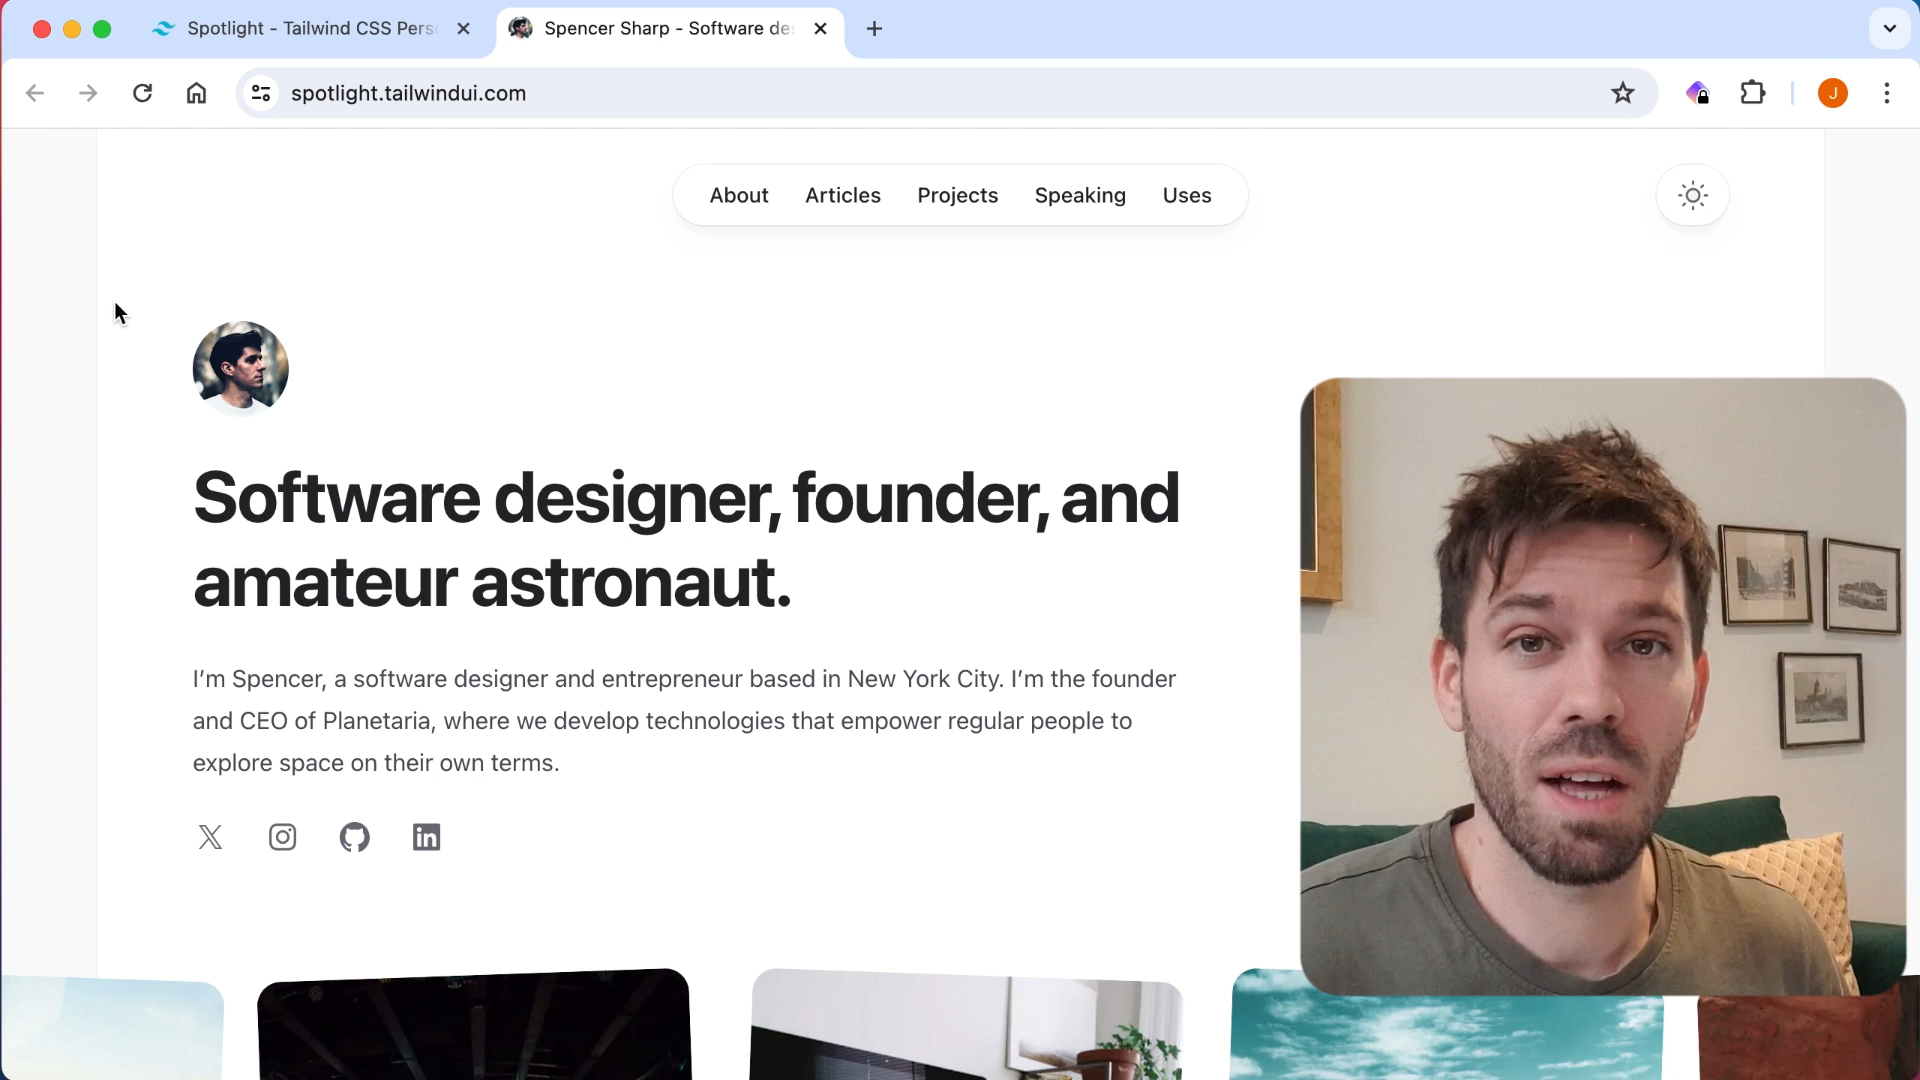 Spotlight - Tailwind CSS Pers
Spencer Sharp - Software des
spotlight.tailwindui.com
J
About
Articles
Projects
Speaking
Uses
Software designer, founder, and
amateur astronaut.
I’m Spencer, a software designer and entrepreneur based in New York City. I’m the founder
and CEO of Planetaria, where we develop technologies that empower regular people to
explore space on their own terms.
in